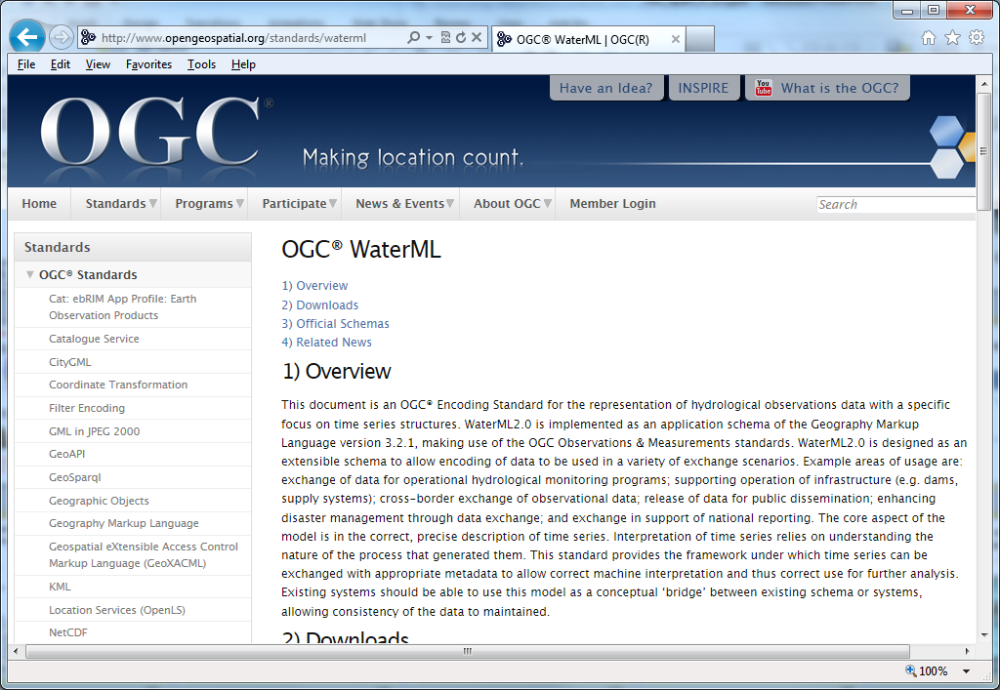 http://www.opengeospatial.org/standards/waterml
OGC® WaterML | OGC(R)
File Edit View Favorites Tools Help
Have an Idea? INSPIRE You Tube What is the OGC?
OGC®
Making location count.
Home Standards Programs Participate News & Events About OGC Member Login Search
Standards
OGC® Standards
Cat: ebRIM App Profile: Earth
Observation Products
Catalogue Service
CityGML
Coordinate Transformation
Filter Encoding
GML in JPEG 2000
GeoAPI
GeoSparql
Geographic Objects
Geography Markup Language
Geospatial eXtensible Access Control
Markup Language (GeoXACML)
KML
Location Services (OpenLS)
NetCDF
OGC® WaterML
1) Overview
2) Downloads
3) Official Schemas
4) Related News
1) Overview
This document is an OGC® Encoding Standard for the representation of hydrological observations data with a specific
focus on time series structures. WaterML2.0 is implemented as an application schema of the Geography Markup
Language version 3.2.1, making use of the OGC Observations & Measurements standards. WaterML2.0 is designed as an
extensible schema to allow encoding of data to be used in a variety of exchange scenarios. Example areas of usage are:
exchange of data for operational hydrological monitoring programs; supporting operation of infrastructure (e.g. dams,
supply systems); cross-border exchange of observational data; release of data for public dissemination; enhancing
disaster management through data exchange; and exchange in support of national reporting. The core aspect of the
model is in the correct, precise description of time series. Interpretation of time series relies on understanding the
nature of the process that generated them. This standard provides the framework under which time series can be
exchanged with appropriate metadata to allow correct machine interpretation and thus correct use for further analysis.
Existing systems should be able to use this model as a conceptual ‘bridge’ between existing schema or systems,
allowing consistency of the data to maintained.
2) Downloads
100%